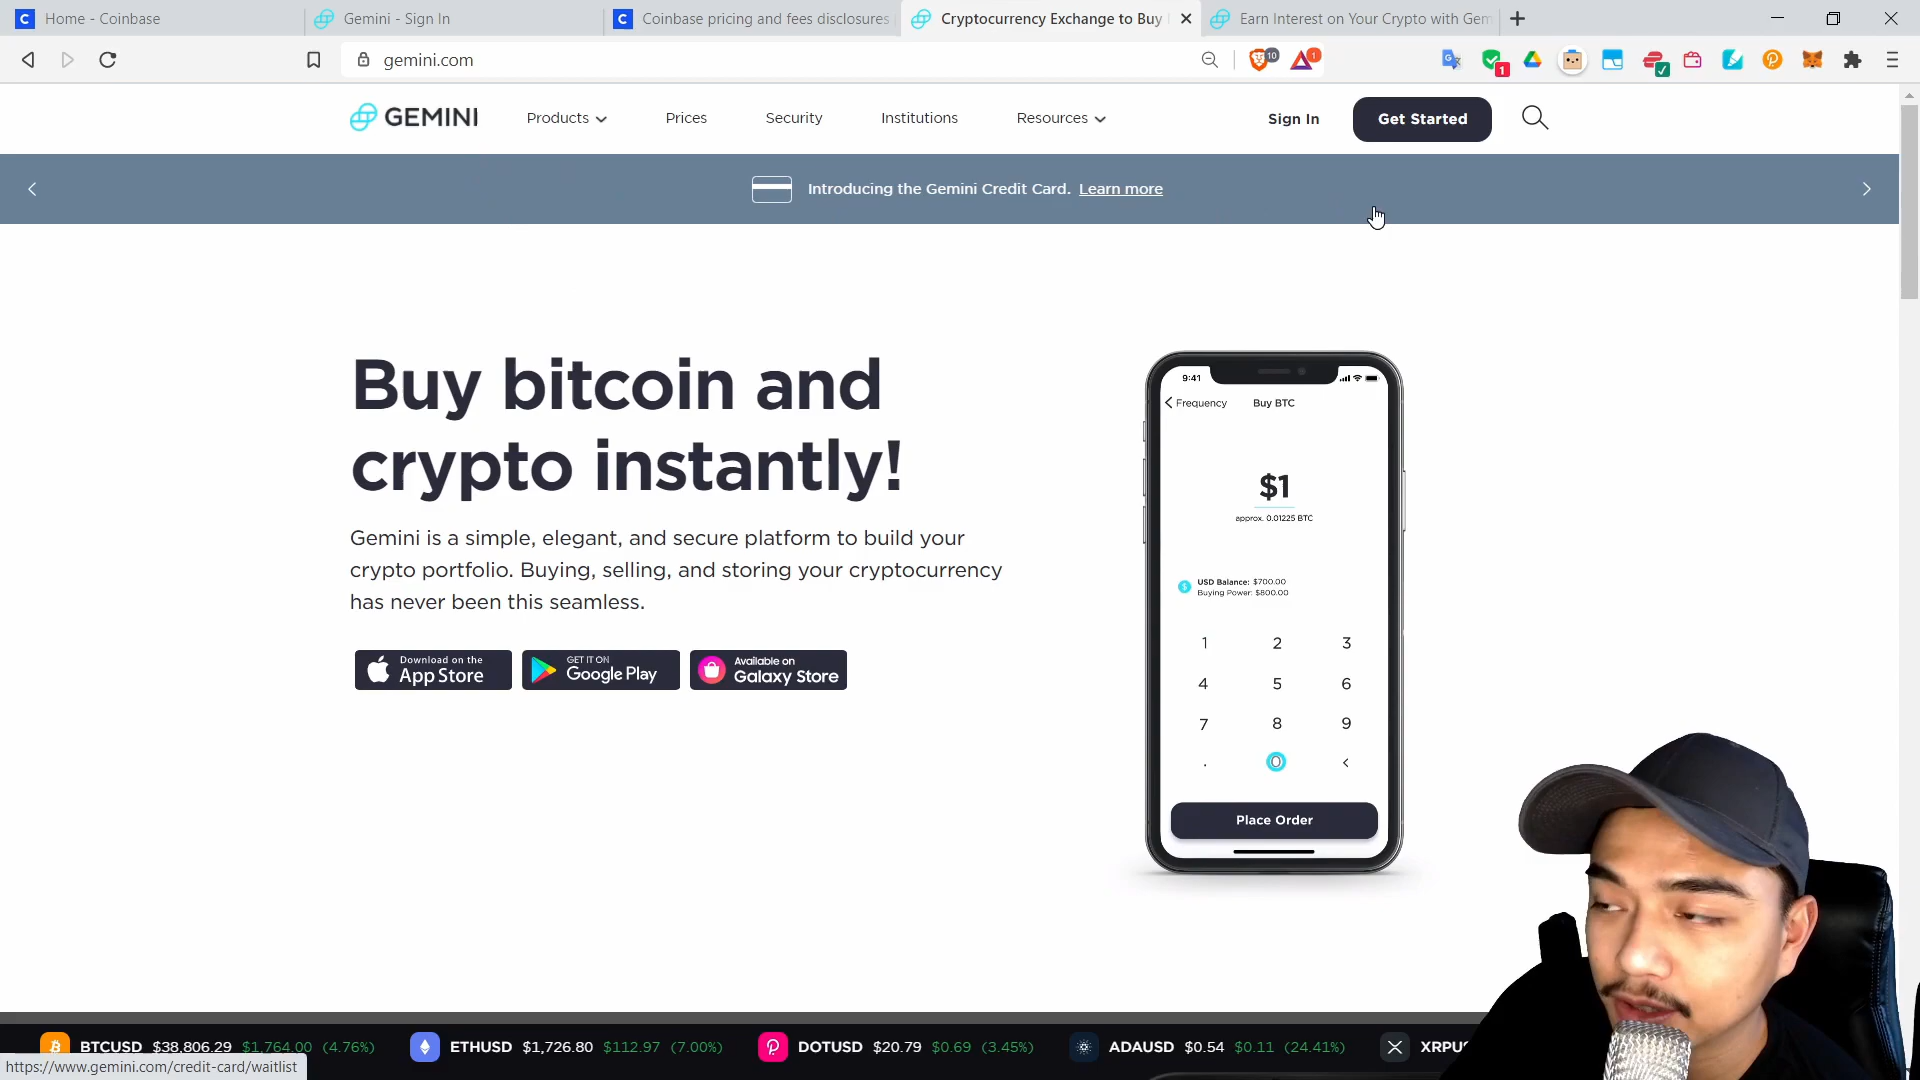 Home - Coinbase
Gemini - Sign In
Coinbase pricing and fees disclosures
Cryptocurrency Exchange to Buy
Earn Interest on Your Crypto with Gem
gemini.com
10
1
1
GEMINI
Products
Prices
Security
Institutions
Resources
Sign In
Get Started
Introducing the Gemini Credit Card. Learn more
Buy bitcoin and
crypto instantly!
Gemini is a simple, elegant, and secure platform to build your
crypto portfolio. Buying, selling, and storing your cryptocurrency
has never been this seamless.
Download on the
App Store
GET IT ON
Google Play
Available on
Galaxy Store
9:41
Frequency
Buy BTC
$1
approx. 0.01225 BTC
USD Balance: $700.00
Buying Power: $800.00
1 2 3
4 5 6
7 8 9
. 0 <
Place Order
BTCUSD $38,806.29 $1,764.00 (4.76%)
ETHUSD $1,726.80 $112.97 (7.00%)
DOTUSD $20.79 $0.69 (3.45%)
ADAUSD $0.54 $0.11 (24.41%)
XRPUS
https://www.gemini.com/credit-card/waitlist